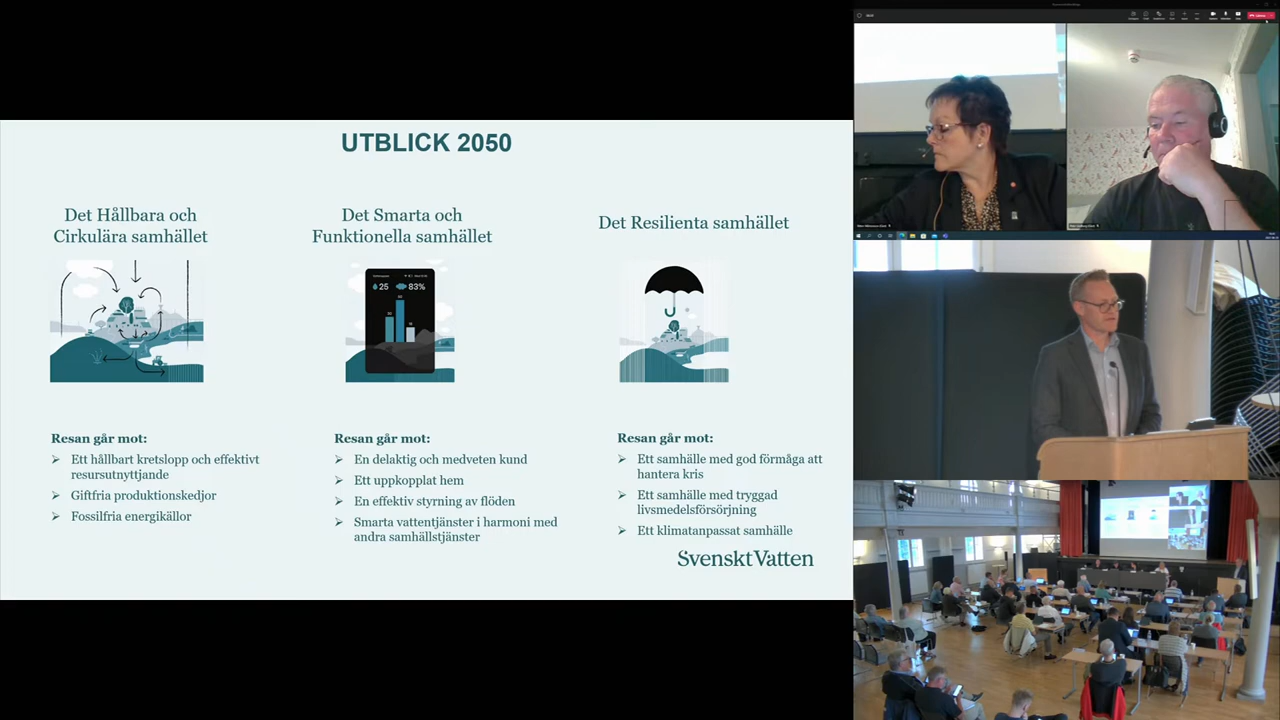 UTBLICK 2050
Det Hållbara och
Cirkulära samhället
Det Smarta och
Funktionella samhället
Det Resilienta samhället
25
83%
Resan går mot:
Ett hållbart kretslopp och effektivt
resursutnyttjande
Giftfria produktionskedjor
Fossilfria energikällor
Resan går mot:
En delaktig och medveten kund
Ett uppkopplat hem
En effektiv styrning av flöden
Smarta vattentjänster i harmoni med
andra samhällstjänster
Resan går mot:
Ett samhälle med god förmåga att
hantera kris
Ett samhälle med tryggad
livsmedelsförsörjning
Ett klimatanpassat samhälle
Svenskt Vatten